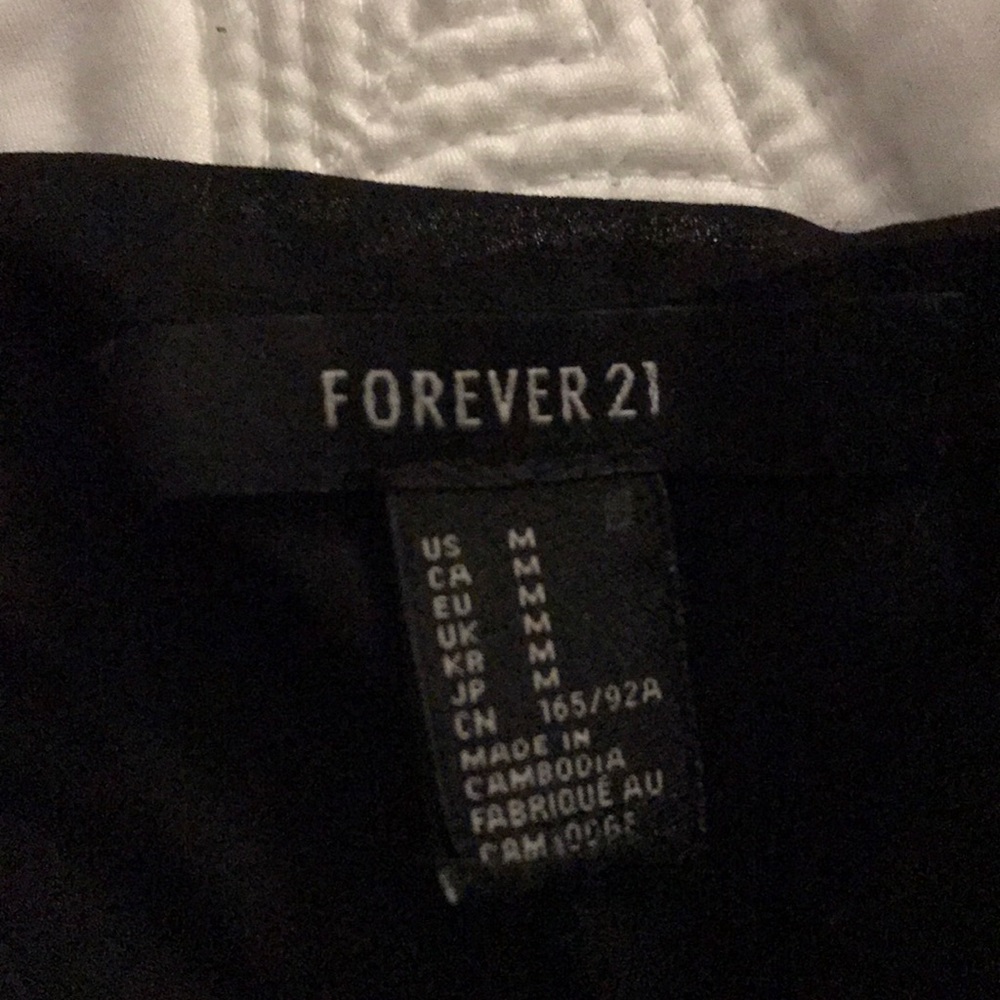 FOREVER 21
US M
CA M
EU M
UK M
KR M
JP M
CN 165/92A
MADE IN
CAMBODIA
FABRIQUÉ AU